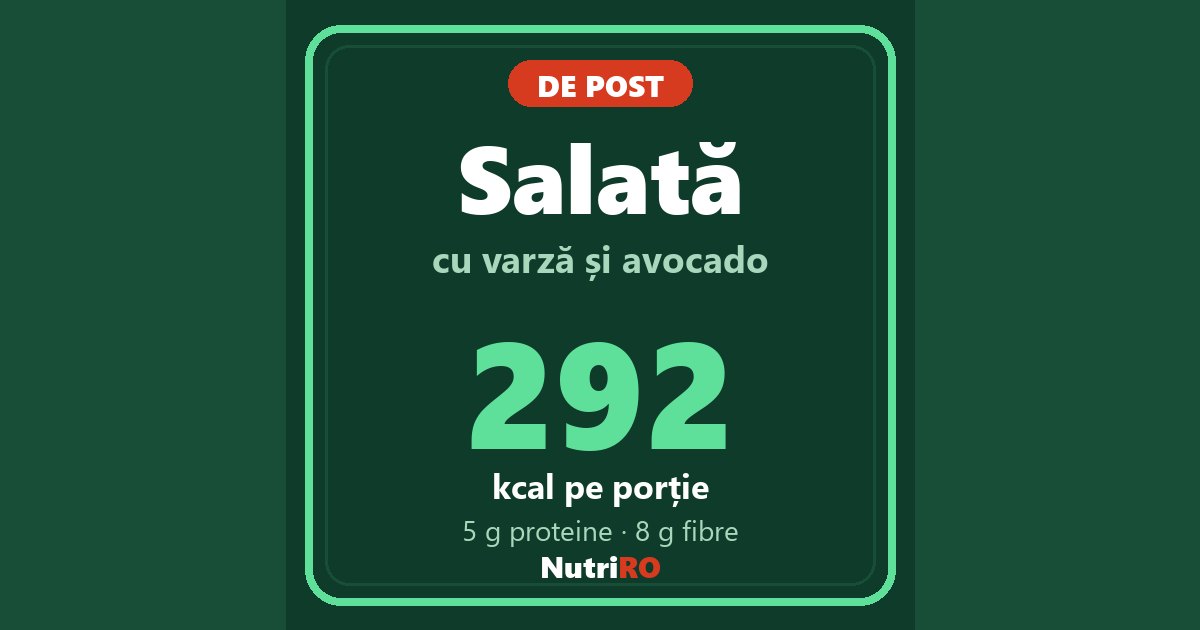 DE POST
Salată
cu varză și avocado
292
kcal pe porție
5 g proteine · 8 g fibre
NutriRO